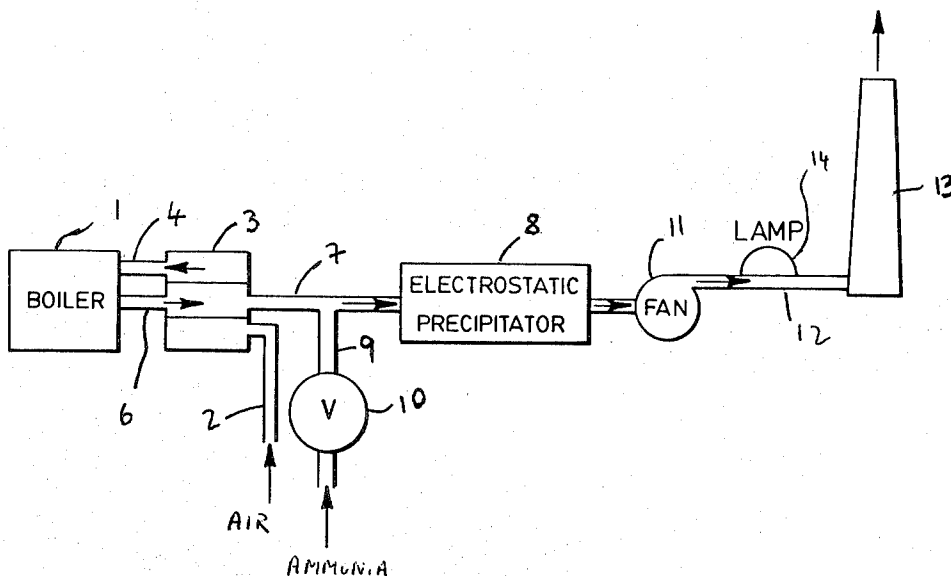 14
13
LAMP
1
4
3
7
8
11
BOILER
ELECTROSTATIC
PRECIPITATOR
FAN
12
6
2
9
V
10
AIR
AMMONIA